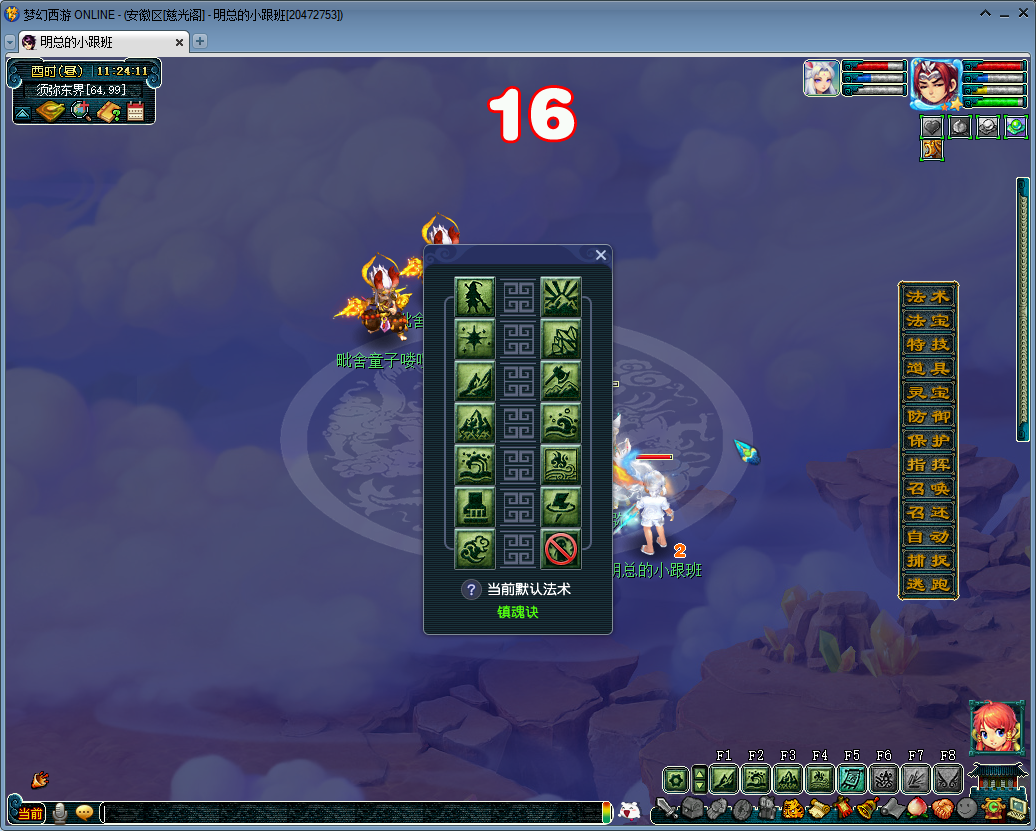 梦幻西游 ONLINE - (安徽区[慈光阁] - 明总的小跟班[20472753])
明总的小跟班
酉时(昼) 11:24:11
须弥东界[64,99]
16
毗舍
毗舍童子喽
法术
法宝
特技
道具
灵宝
防御
保护
指挥
召唤
召还
自动
捕捉
逃跑
2
明总的小跟班
? 当前默认法术
镇魂诀
F1 F2 F3 F4 F5 F6 F7 F8
当前